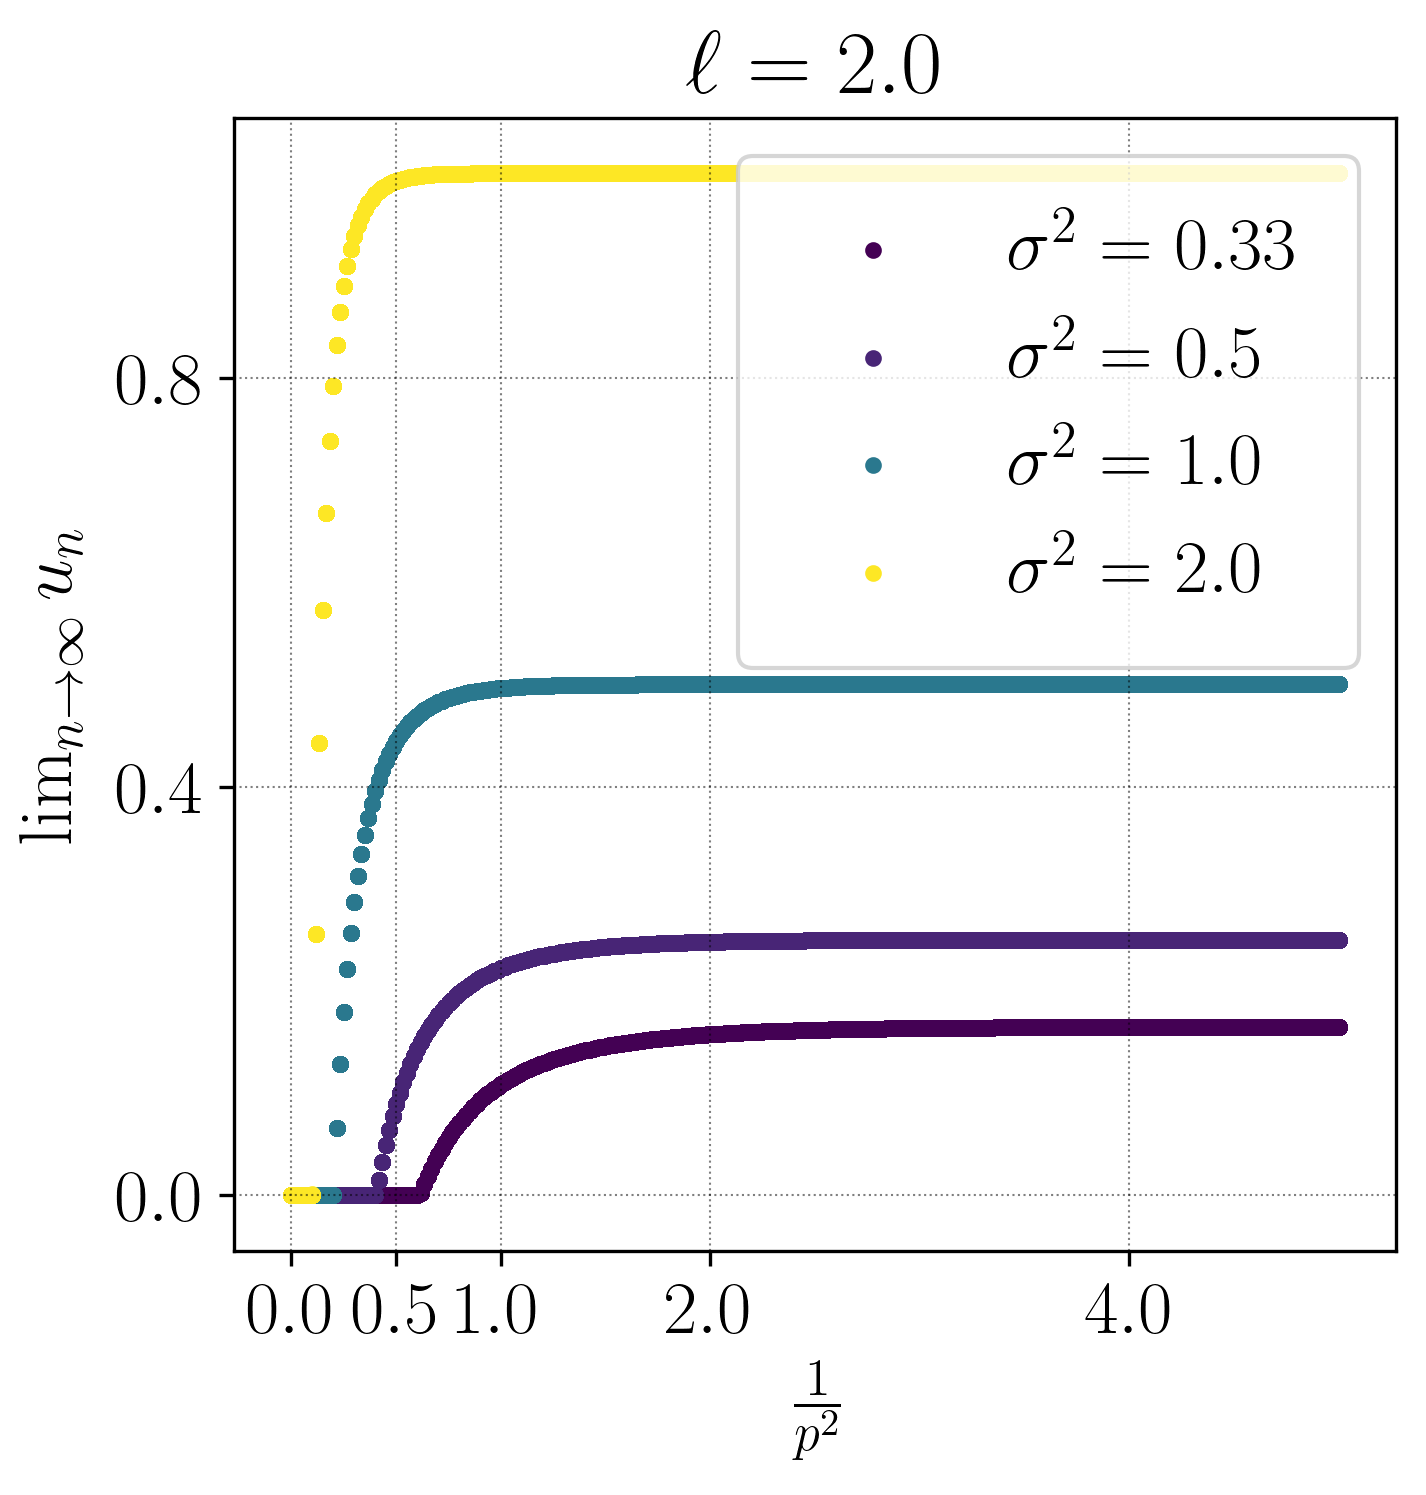 ℓ = 2.0
lim_{n→∞} u_n
0.8
0.4
0.0
σ² = 0.33
σ² = 0.5
σ² = 1.0
σ² = 2.0
0.0 0.5 1.0 2.0 4.0
1/p²